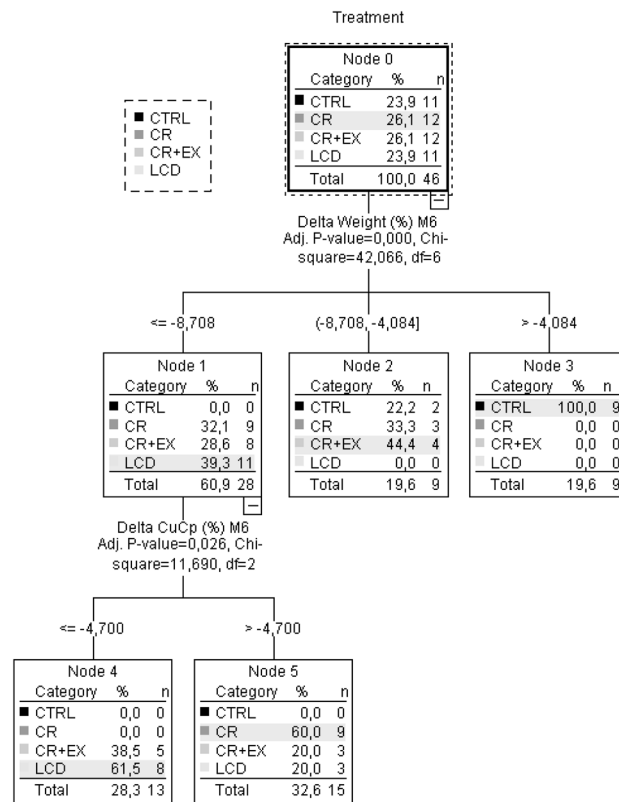 Treatment
Node 0
Category % n
CTRL 23,9 11
CR 26,1 12
CR+EX 26,1 12
LCD 23,9 11
Total 100,0 46
CTRL
CR
CR+EX
LCD
Delta Weight (%) M6
Adj. P-value=0,000, Chi-
square=42,066, df=6
<= -8,708
(-8,708, -4,084]
> -4,084
Node 1
Category % n
CTRL 0,0 0
CR 32,1 9
CR+EX 28,6 8
LCD 39,3 11
Total 60,9 28
Node 2
Category % n
CTRL 22,2 2
CR 33,3 3
CR+EX 44,4 4
LCD 0,0 0
Total 19,6 9
Node 3
Category % n
CTRL 100,0 9
CR 0,0 0
CR+EX 0,0 0
LCD 0,0 0
Total 19,6 9
Delta CuCp (%) M6
Adj. P-value=0,026, Chi-
square=11,690, df=2
<= -4,700
> -4,700
Node 4
Category % n
CTRL 0,0 0
CR 0,0 0
CR+EX 38,5 5
LCD 61,5 8
Total 28,3 13
Node 5
Category % n
CTRL 0,0 0
CR 60,0 9
CR+EX 20,0 3
LCD 20,0 3
Total 32,6 15